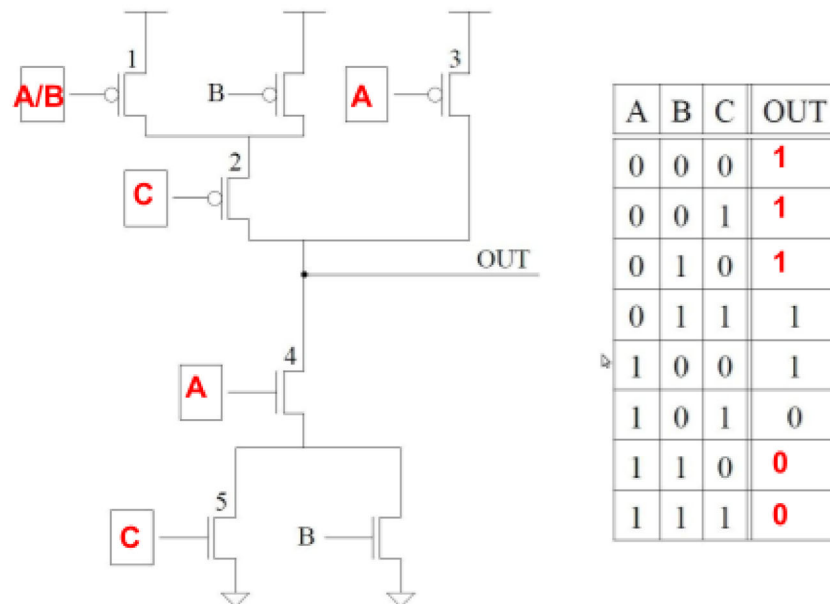 1
3
A/B
B
A
2
C
OUT
4
A
5
C
B
A B C OUT
0 0 0 1
0 0 1 1
0 1 0 1
0 1 1 1
1 0 0 1
1 0 1 0
1 1 0 0
1 1 1 0